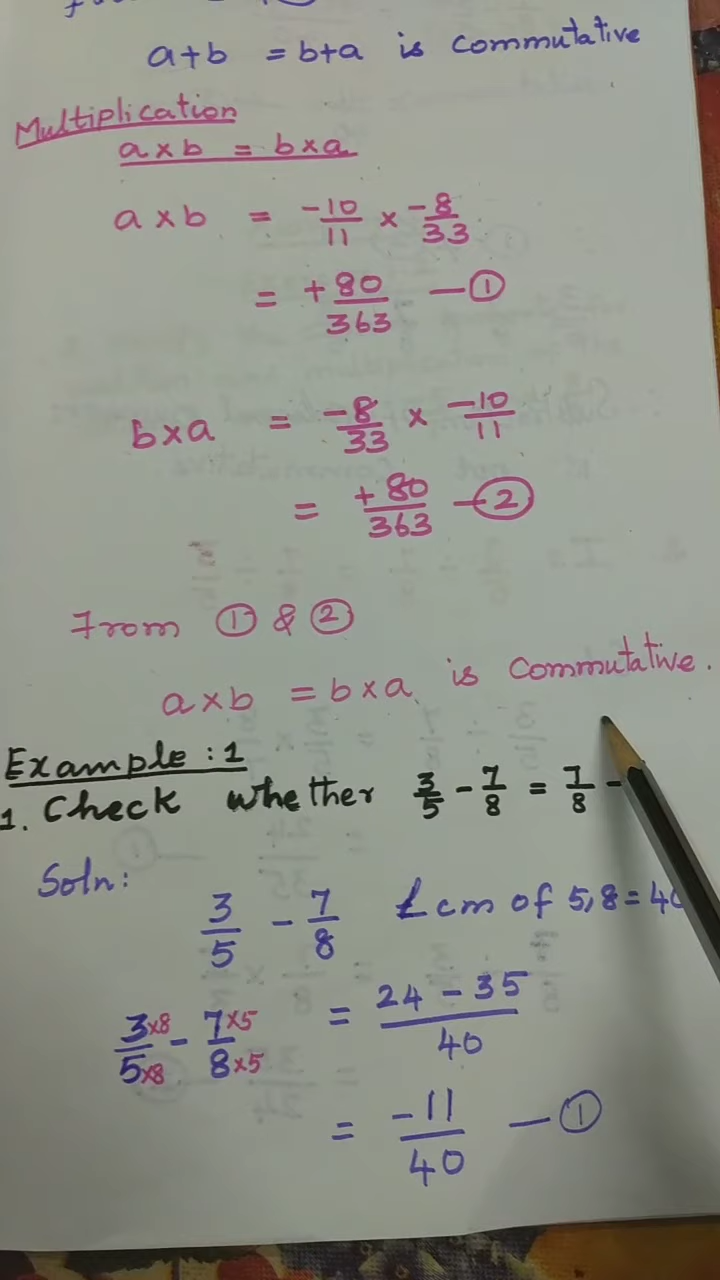 a+b = b+a is commutative
Multiplication
a×b = b×a
a×b = -10/11 × -8/33
= +80/363 — ①
b×a = -8/33 × -10/11
= +80/363 — ②
From ① & ②
a×b = b×a is commutative.
Example : 1
1. Check whether 3/5 - 7/8 = 7/8 -
Soln:
3/5 - 7/8 Lcm of 5,8 = 40
3×8/5×8 - 7×5/8×5 = 24 - 35/40
= -11/40 — ①